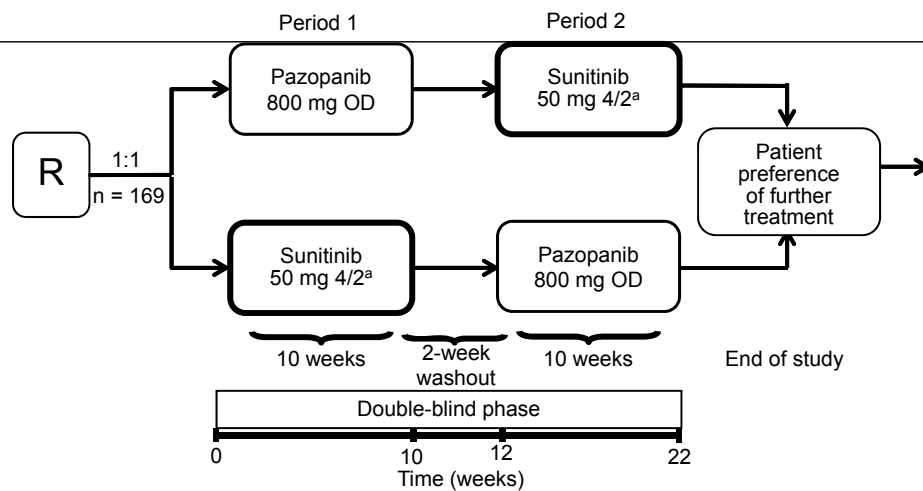 Period 1
Period 2
Pazopanib
800 mg OD
Sunitinib
50 mg 4/2ª
R
1:1
n = 169
Patient
preference
of further
treatment
Sunitinib
50 mg 4/2ª
Pazopanib
800 mg OD
10 weeks
2-week
washout
10 weeks
End of study
Double-blind phase
0
10
12
22
Time (weeks)